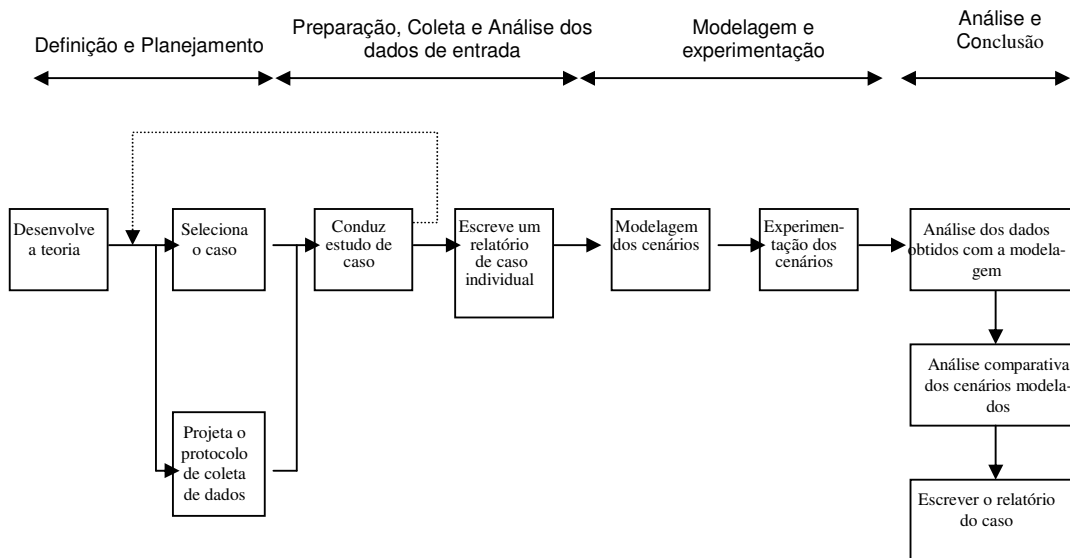 Definição e Planejamento
Preparação, Coleta e Análise dos
dados de entrada
Modelagem e
experimentação
Análise e
Conclusão
Desenvolve
a teoria
Seleciona
o caso
Conduz
estudo de
caso
Escreve um
relatório
de caso
individual
Modelagem
dos cenários
Experimen-
tação dos
cenários
Análise dos dados
obtidos com a modela-
gem
Análise comparativa
dos cenários modela-
dos
Projeta o
protocolo
de coleta
de dados
Escrever o relatório
do caso